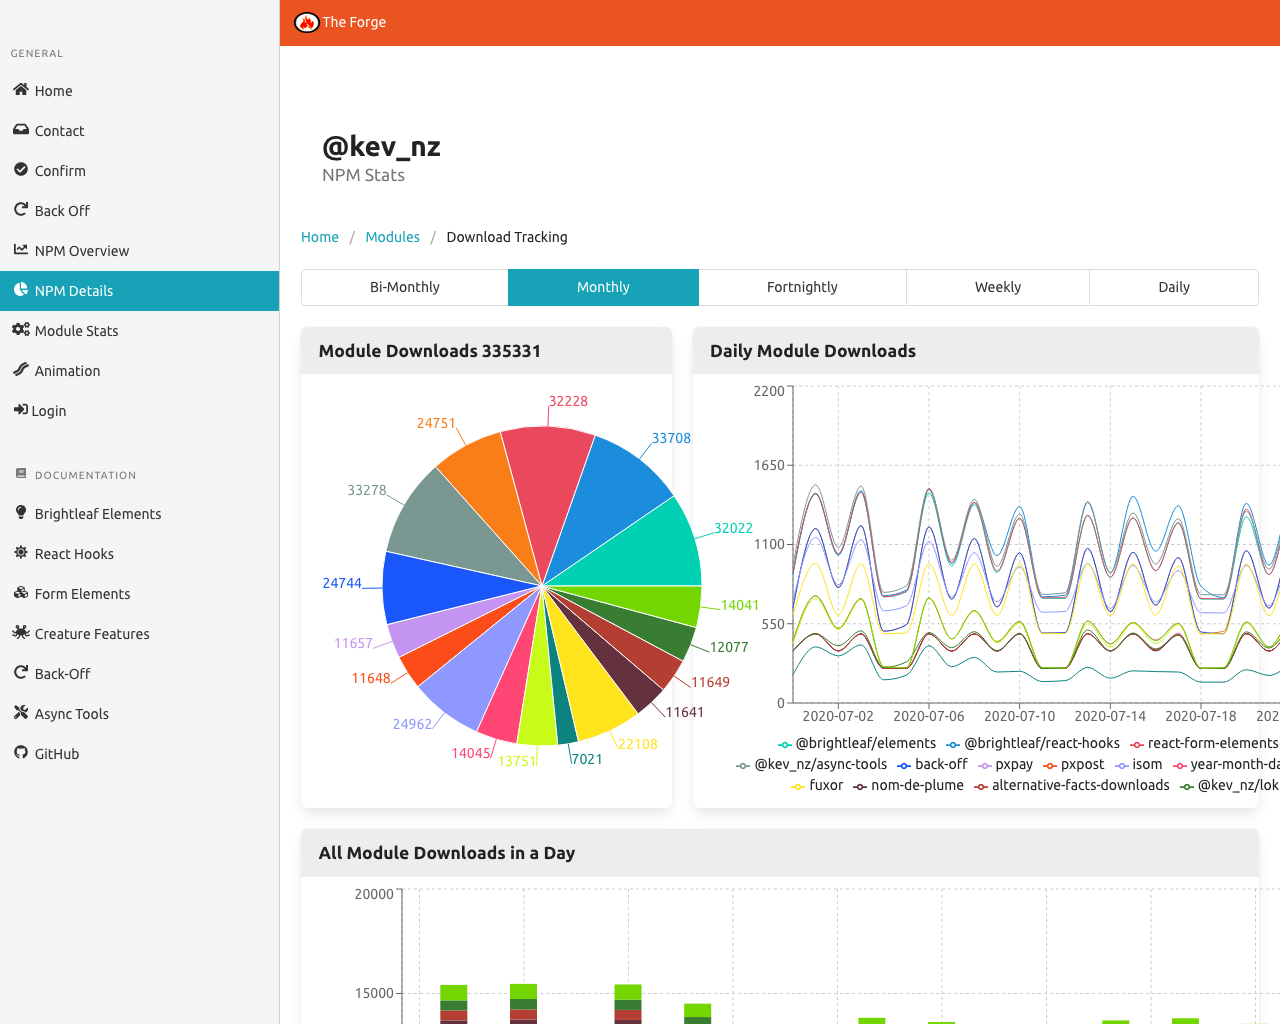 The Forge
GENERAL
Home
Contact
Confirm
Back Off
NPM Overview
NPM Details
Module Stats
Animation
Login
DOCUMENTATION
Brightleaf Elements
React Hooks
Form Elements
Creature Features
Back-Off
Async Tools
GitHub
@kev_nz
NPM Stats
Home / Modules / Download Tracking
Bi-Monthly Monthly Fortnightly Weekly Daily
Module Downloads 335331
32228
24751
33708
33278
32022
24744
14041
11657
12077
11648
11649
24962
11641
14045
13751
7021
22108
Daily Module Downloads
2200
1650
1100
550
0
2020-07-02 2020-07-06 2020-07-10 2020-07-14 2020-07-18 202
@brightleaf/elements @brightleaf/react-hooks react-form-elements
@kev_nz/async-tools back-off pxpay pxpost isom year-month-da
fuxor nom-de-plume alternative-facts-downloads @kev_nz/lok
All Module Downloads in a Day
20000
15000